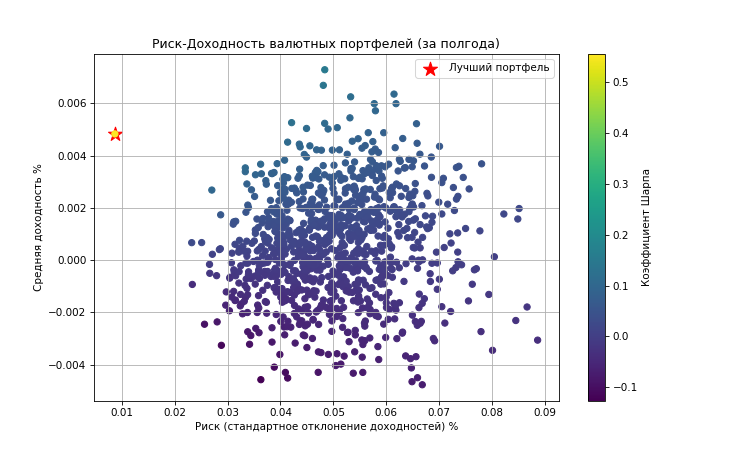 Риск-Доходность валютных портфелей (за полгода)
Лучший портфель
Средняя доходность %
0.006
0.004
0.002
0.000
−0.002
−0.004
0.01 0.02 0.03 0.04 0.05 0.06 0.07 0.08 0.09
Риск (стандартное отклонение доходностей) %
0.5
0.4
0.3
0.2
0.1
0.0
−0.1
Коэффициент Шарпа